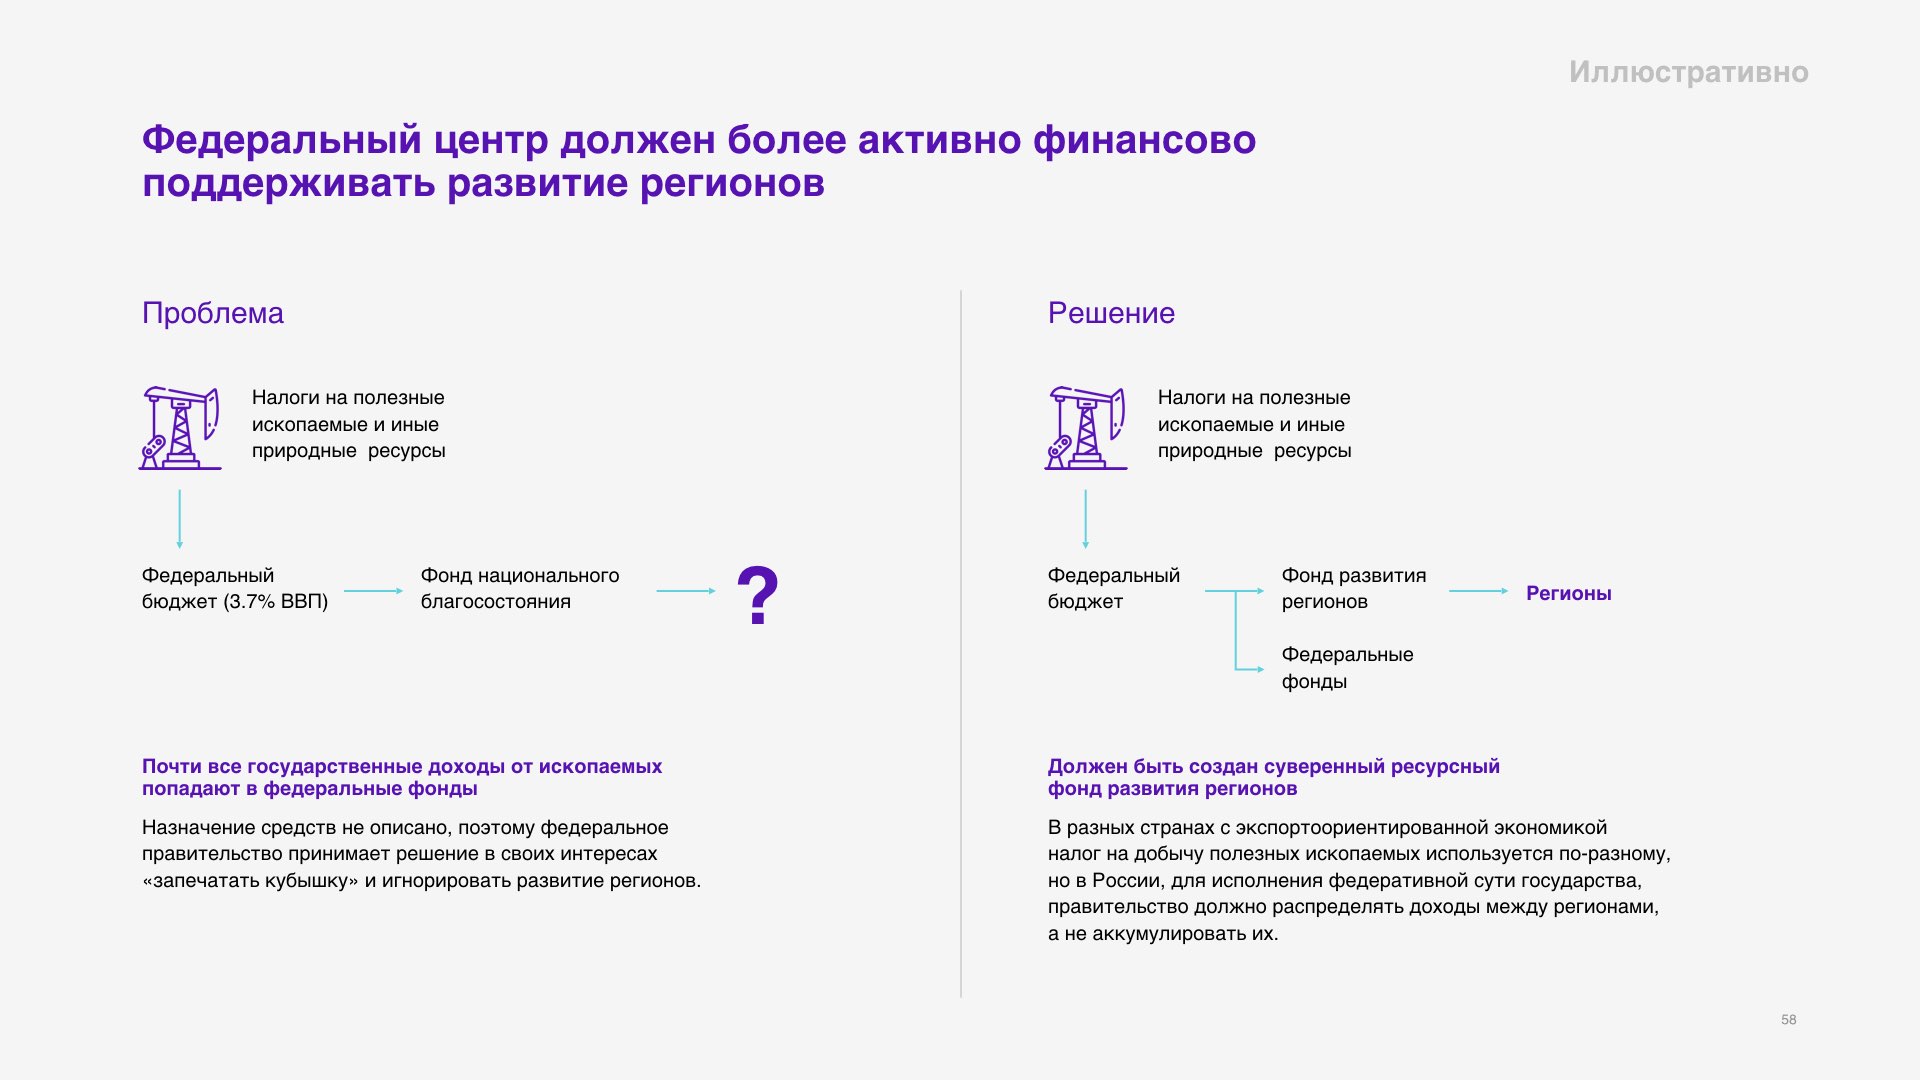 Иллюстративно
Федеральный центр должен более активно финансово
поддерживать развитие регионов
Проблема
Налоги на полезные
ископаемые и иные
природные ресурсы
Федеральный
бюджет (3.7% ВВП)
Фонд национального
благосостояния
?
Почти все государственные доходы от ископаемых
попадают в федеральные фонды
Назначение средств не описано, поэтому федеральное
правительство принимает решение в своих интересах
«запечатать кубышку» и игнорировать развитие регионов.
Решение
Налоги на полезные
ископаемые и иные
природные ресурсы
Федеральный
бюджет
Фонд развития
регионов
Регионы
Федеральные
фонды
Должен быть создан суверенный ресурсный
фонд развития регионов
В разных странах с экспортоориентированной экономикой
налог на добычу полезных ископаемых используется по-разному,
но в России, для исполнения федеративной сути государства,
правительство должно распределять доходы между регионами,
а не аккумулировать их.
58